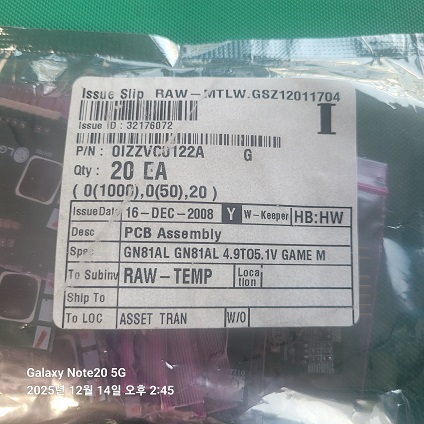 Issue Slip RAW-MTLW.GSZ12011704
Issue ID : 32176072
I
P/N : 0IZZVC0122A G
Qty : 20 EA
( 0(1000),0(50),20 )
IssueDate 16-DEC-2008 Y W-Keeper HB:HW
Desc PCB Assembly
Spec GN81AL GN81AL 4.9TO5.1V GAME M
To Subinv RAW-TEMP Location
Ship To
To LOC ASSET TRAN W/O
LG
Galaxy Note20 5G
2025년 12월 14일 오후 2:45